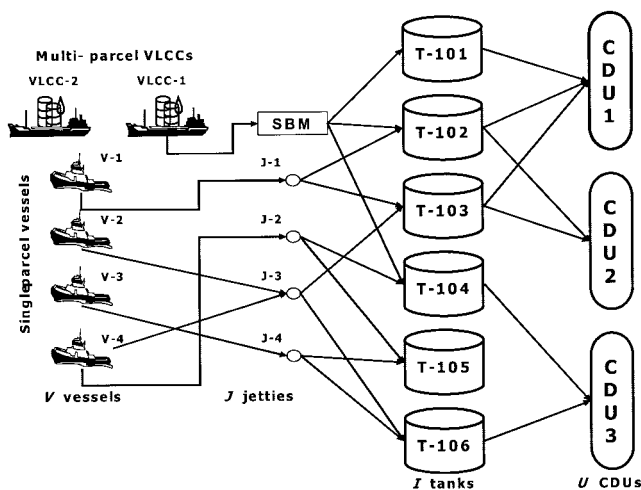 Multi- parcel VLCCs
VLCC-2
VLCC-1
SBM
Single parcel vessels
V-1
V-2
V-3
V-4
J-1
J-2
J-3
J-4
T-101
T-102
T-103
T-104
T-105
T-106
CDU1
CDU2
CDU3
V vessels
J jetties
I tanks
U CDUs